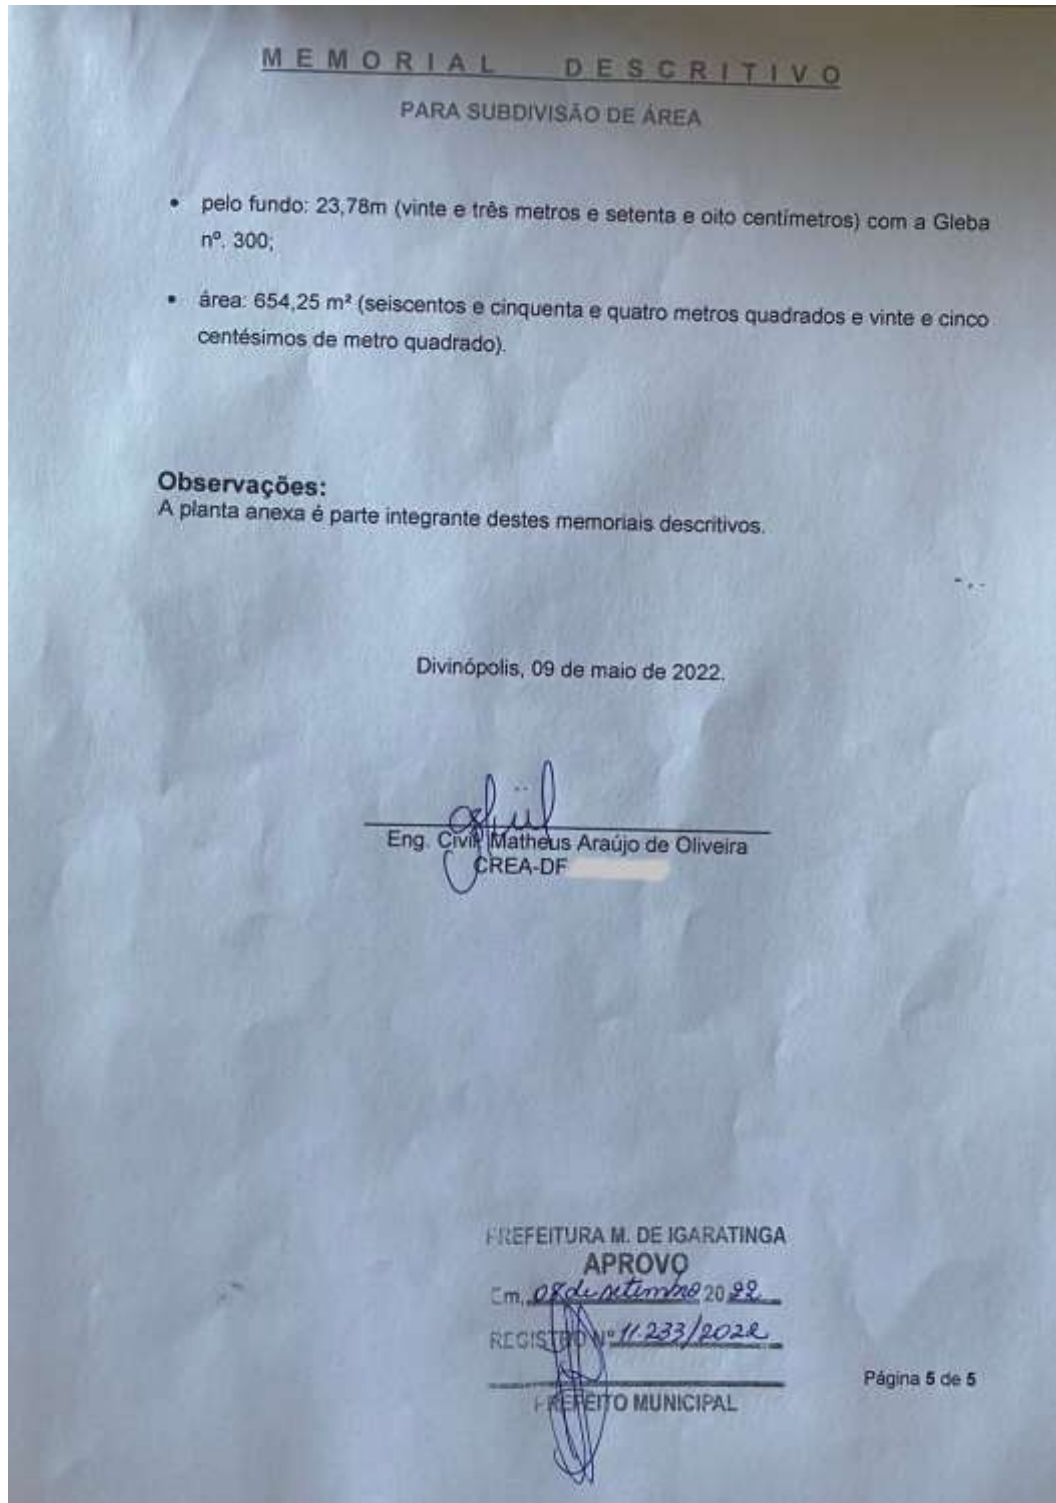 MEMORIAL DESCRITIVO
PARA SUBDIVISÃO DE ÁREA
• pelo fundo: 23,78m (vinte e três metros e setenta e oito centímetros) com a Gleba
nº. 300;
• área: 654,25 m² (seiscentos e cinquenta e quatro metros quadrados e vinte e cinco
centésimos de metro quadrado).
Observações:
A planta anexa é parte integrante destes memoriais descritivos.
Divinópolis, 09 de maio de 2022.
Eng. Civil Matheus Araújo de Oliveira
CREA-DF
PREFEITURA M. DE IGARATINGA
APROVO
Em, 08 de setembro 20 22
REGISTRO Nº 11.233/2022
PREFEITO MUNICIPAL
Página 5 de 5